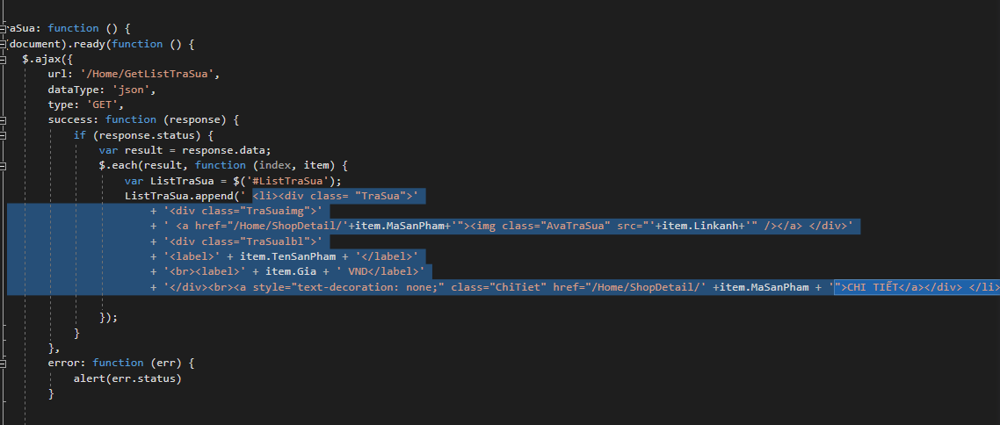 raSua: function () {
document).ready(function () {
$.ajax({
url: '/Home/GetListTraSua',
dataType: 'json',
type: 'GET',
success: function (response) {
if (response.status) {
var result = response.data;
$.each(result, function (index, item) {
var ListTraSua = $('#ListTraSua');
ListTraSua.append(' <li><div class= "TraSua">'
+ '<div class="TraSuaimg">'
+ ' <a href="/Home/ShopDetail/'+item.MaSanPham+'"><img class="AvaTraSua" src="'+item.Linkanh+'" /></a> </div>'
+ '<div class="TraSualbl">'
+ '<label>' + item.TenSanPham + '</label>'
+ '<br><label>' + item.Gia + ' VND</label>'
+ '</div><br><a style="text-decoration: none;" class="ChiTiet" href="/Home/ShopDetail/' +item.MaSanPham + '">CHI TIẾT</a></div> </li>
});
}
},
error: function (err) {
alert(err.status)
}